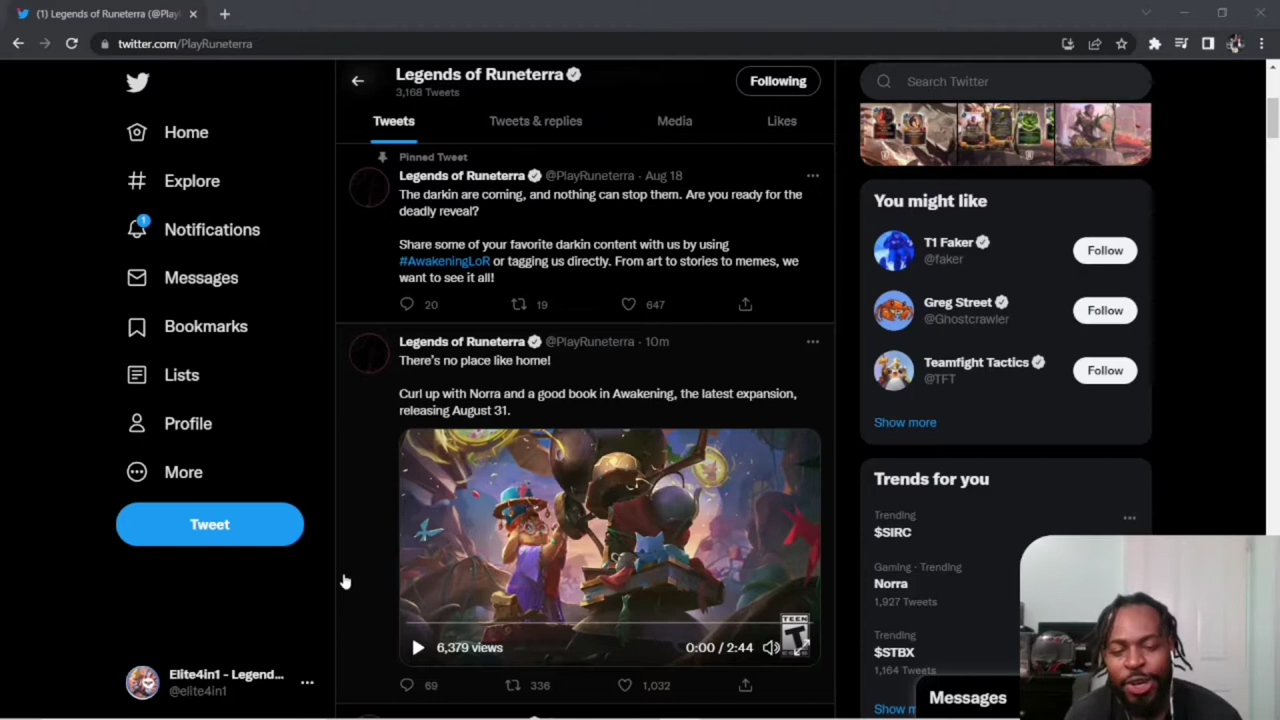 (1) Legends of Runeterra (@Play
twitter.com/PlayRuneterra
Home
Explore
1
Notifications
Messages
Bookmarks
Lists
Profile
More
Tweet
Elite4in1 - Legend...
@elite4in1
Legends of Runeterra
3,168 Tweets
Following
Tweets
Tweets & replies
Media
Likes
Pinned Tweet
Legends of Runeterra @PlayRuneterra · Aug 18
The darkin are coming, and nothing can stop them. Are you ready for the
deadly reveal?
Share some of your favorite darkin content with us by using
#AwakeningLoR or tagging us directly. From art to stories to memes, we
want to see it all!
20 19 647
Legends of Runeterra @PlayRuneterra · 10m
There's no place like home!
Curl up with Norra and a good book in Awakening, the latest expansion,
releasing August 31.
TEEN
T
6,379 views 0:00 / 2:44
69 336 1,032
Search Twitter
You might like
T1 Faker
@faker
Follow
Greg Street
@Ghostcrawler
Follow
Teamfight Tactics
@TFT
Follow
Show more
Trends for you
Trending
$SIRC
Gaming · Trending
Norra
1,927 Tweets
Trending
$STBX
1,164 Tweets
Show m
Messages